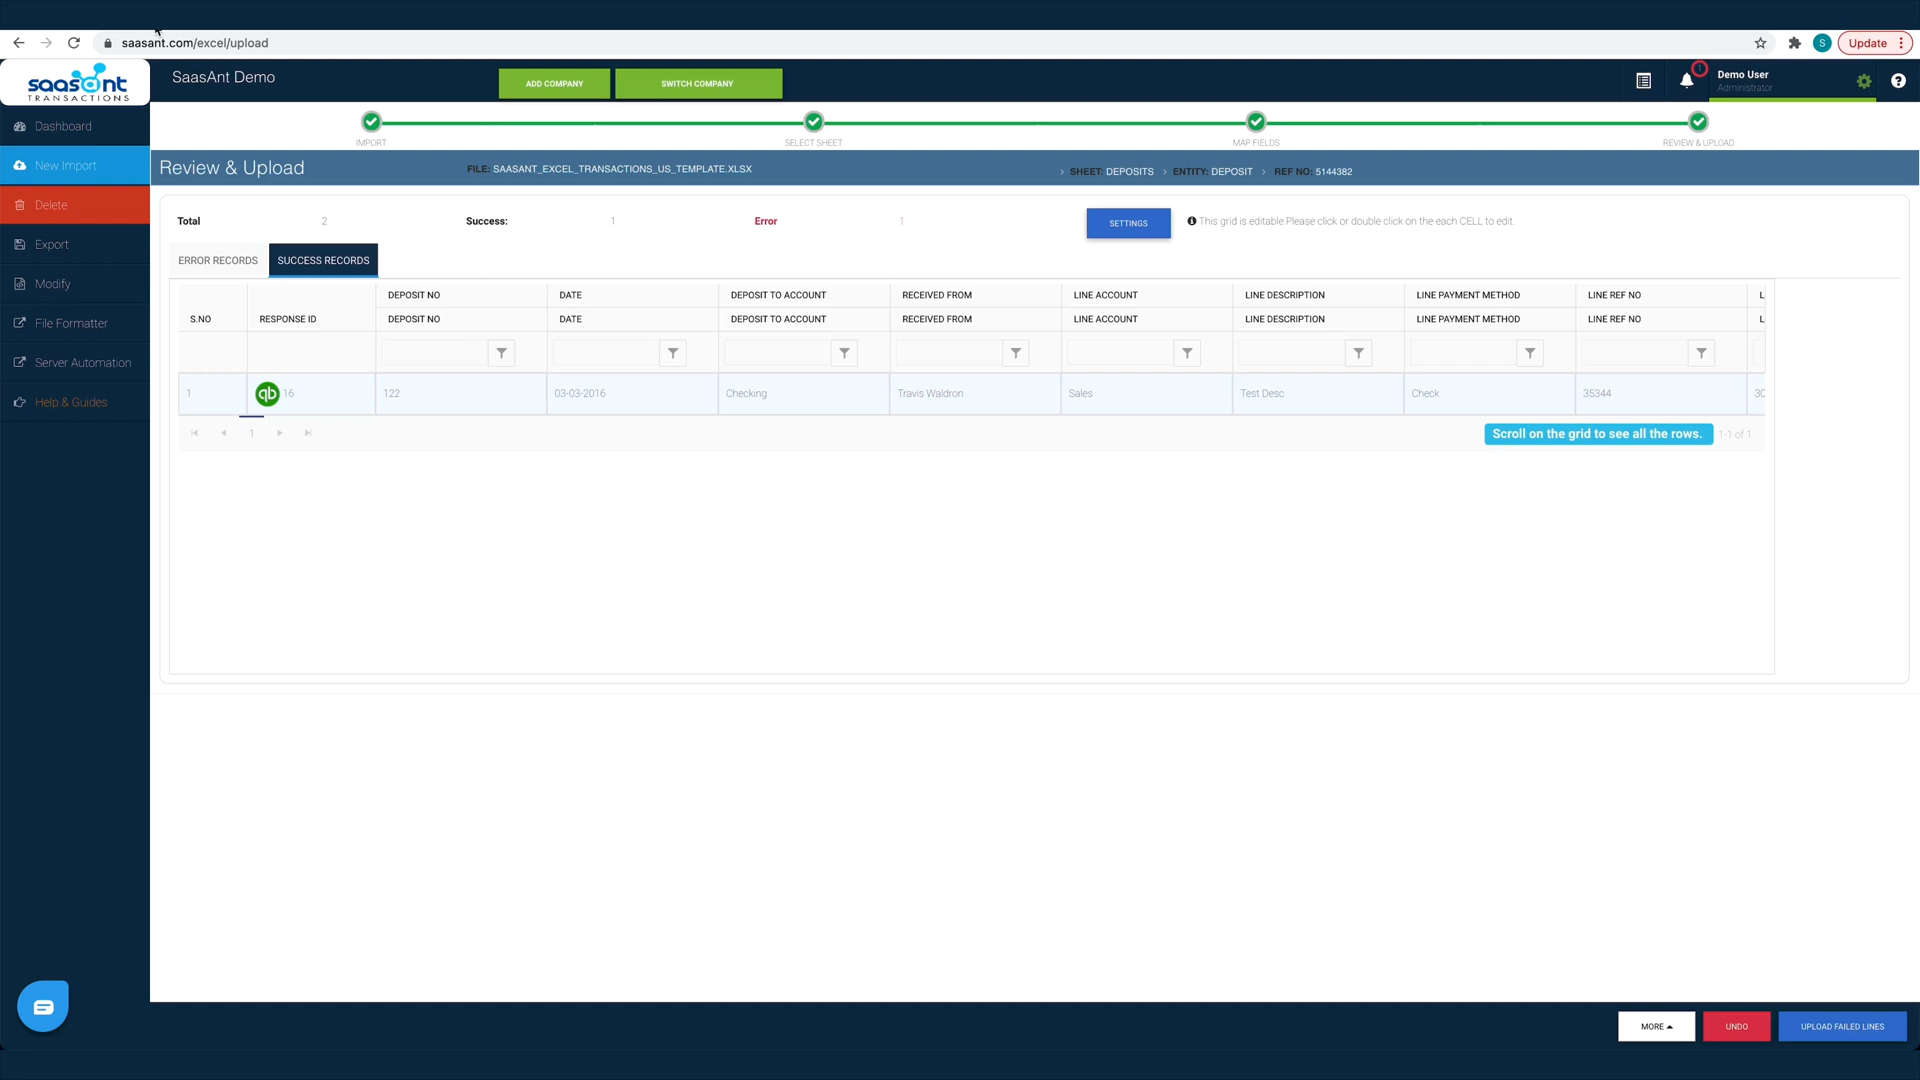 saasant.com/excel/upload
S
Update
saasant
TRANSACTIONS
SaasAnt Demo
ADD COMPANY
SWITCH COMPANY
1
Demo User
Administrator
Dashboard
New Import
Delete
Export
Modify
File Formatter
Server Automation
Help & Guides
IMPORT
SELECT SHEET
MAP FIELDS
REVIEW & UPLOAD
Review & Upload
FILE: SAASANT_EXCEL_TRANSACTIONS_US_TEMPLATE.XLSX
> SHEET: DEPOSITS > ENTITY: DEPOSIT > REF NO: 5144382
Total 2 Success: 1 Error 1
SETTINGS
This grid is editable.Please click or double click on the each CELL to edit.
ERROR RECORDS
SUCCESS RECORDS
DEPOSIT NO DATE DEPOSIT TO ACCOUNT RECEIVED FROM LINE ACCOUNT LINE DESCRIPTION LINE PAYMENT METHOD LINE REF NO L
S.NO RESPONSE ID DEPOSIT NO DATE DEPOSIT TO ACCOUNT RECEIVED FROM LINE ACCOUNT LINE DESCRIPTION LINE PAYMENT METHOD LINE REF NO L
1 qb 16 122 03-03-2016 Checking Travis Waldron Sales Test Desc Check 35344 30
1
Scroll on the grid to see all the rows. 1-1 of 1
MORE
UNDO
UPLOAD FAILED LINES